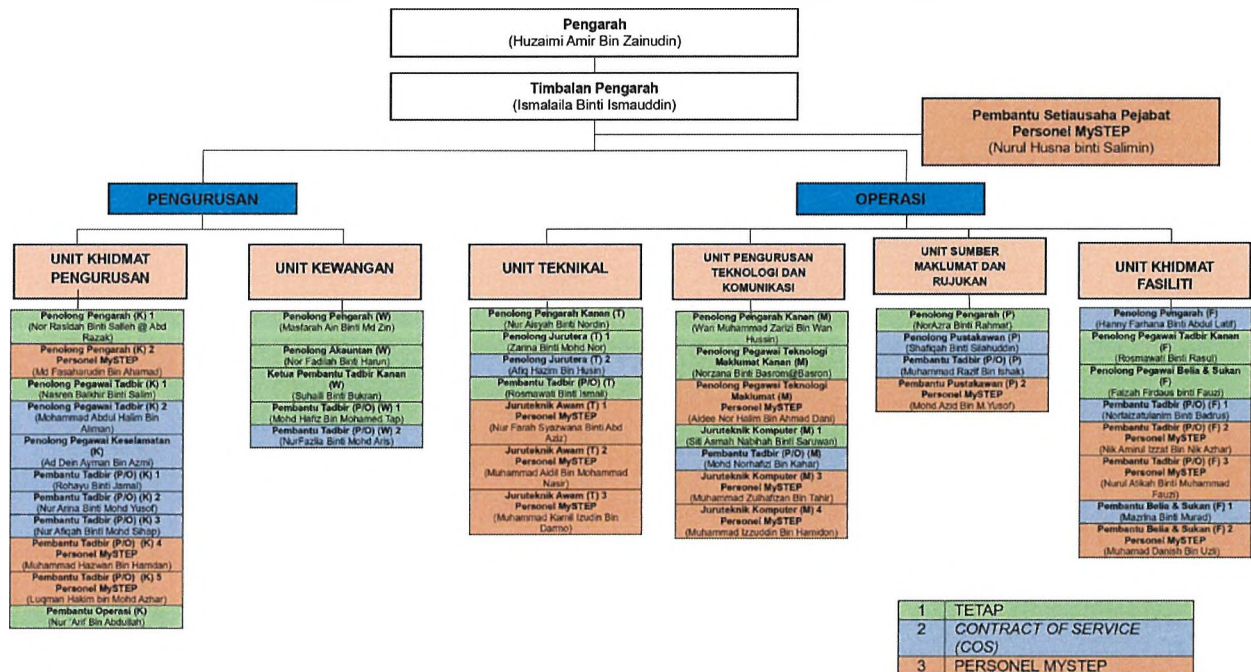 Pengarah
(Huzaimi Amir Bin Zainudin)
Timbalan Pengarah
(Ismalaila Binti Ismauddin)
Pembantu Setiausaha Pejabat
Personel MySTEP
(Nurul Husna binti Salimin)
PENGURUSAN
OPERASI
UNIT KHIDMAT
PENGURUSAN
Penolong Pengarah (K) 1
(Nor Rasidah Binti Salleh @ Abd
Razak)
Penolong Pengarah (K) 2
Personel MySTEP
(Md Fasaharudin Bin Ahamad)
Penolong Pegawai Tadbir (K) 1
(Nasren Balkhir Binti Salim)
Penolong Pegawai Tadbir (K) 2
(Mohammad Abdul Halim Bin
Aliman)
Penolong Pegawai Keselamatan
(K)
(Ad Dein Ayman Bin Azmi)
Pembantu Tadbir (P/O) (K) 1
(Rohayu Binti Jamal)
Pembantu Tadbir (P/O) (K) 2
(Nur Anna Binti Mohd Yusof)
Pembantu Tadbir (P/O) (K) 3
(Nur Afiqah Binti Mohd Sihap)
Pembantu Tadbir (P/O) (K) 4
Personel MySTEP
(Muhammad Hazwan Bin Hamdan)
Pembantu Tadbir (P/O) (K) 5
Personel MySTEP
(Luqman Hakim bin Mohd Azhar)
Pembantu Operasi (K)
(Nur 'Arif Bin Abdullah)
UNIT KEWANGAN
Penolong Pengarah (W)
(Masfarah Ain Binti Md Zin)
Penolong Akauntan (W)
(Nor Fadilah Binti Harun)
Ketua Pembantu Tadbir Kanan
(W)
(Suhaili Binti Bukran)
Pembantu Tadbir (P/O) (W) 1
(Mohd Hafiz Bin Mohamed Tap)
Pembantu Tadbir (P/O) (W) 2
(NurFazlia Binti Mohd Aris)
UNIT TEKNIKAL
Penolong Pengarah Kanan (T)
(Nur Aisyah Binti Nordin)
Penolong Jurutera (T) 1
(Zarina Binti Mohd Nor)
Penolong Jurutera (T) 2
(Afiq Hazim Bin Husin)
Pembantu Tadbir (P/O) (T)
(Rosmawati Binti Ismail)
Juruteknik Awam (T) 1
Personel MySTEP
(Nur Farah Syazwana Binti Abd
Aziz)
Juruteknik Awam (T) 2
Personel MySTEP
(Muhammad Aidil Bin Mohammad
Nasir)
Juruteknik Awam (T) 3
Personel MySTEP
(Muhammad Kamil Izudin Bin
Darmo)
UNIT PENGURUSAN
TEKNOLOGI DAN
KOMUNIKASI
Penolong Pengarah Kanan (M)
(Wan Muhammad Zarizi Bin Wan
Hussin)
Penolong Pegawai Teknologi
Maklumat Kanan (M)
(Norzana Binti Basrom@Basron)
Penolong Pegawai Teknologi
Maklumat (M)
Personel MySTEP
(Aidee Nor Halim Bin Ahmad Dani)
Juruteknik Komputer (M) 1
(Siti Asmah Nabihah Binti Saruwan)
Pembantu Tadbir (P/O) (M)
(Mohd Norhafizi Bin Kahar)
Juruteknik Komputer (M) 3
Personel MySTEP
(Muhammad Zulhafizan Bin Tahir)
Juruteknik Komputer (M) 4
Personel MySTEP
(Muhammad Izzuddin Bin Hamidon)
UNIT SUMBER
MAKLUMAT DAN
RUJUKAN
Penolong Pengarah (P)
(NorAzra Binti Rahmat)
Penolong Pustakawan (P)
(Shafiqah Binti Silahuddin)
Pembantu Tadbir (P/O) (P)
(Muhammad Razif Bin Ishak)
Pembantu Pustakawan (P) 2
Personel MySTEP
(Mohd Azid Bin M.Yusof)
UNIT KHIDMAT
FASILITI
Penolong Pengarah (F)
(Hanny Farhana Binti Abdul Latif)
Penolong Pegawai Tadbir Kanan
(F)
(Rosmawati Binti Rasul)
Penolong Pegawai Belia & Sukan
(F)
(Faizah Firdaus binti Fauzi)
Pembantu Tadbir (P/O) (F) 1
(Norfaizatulanim Binti Badrus)
Pembantu Tadbir (P/O) (F) 2
Personel MySTEP
(Nik Amirul Izzat bin Nik Azhar)
Pembantu Tadbir (P/O) (F) 3
Personel MySTEP
(Nurul Atikah Binti Muhammad
Fauzi)
Pembantu Belia & Sukan (F) 1
(Mazrina Binti Murad)
Pembantu Belia & Sukan (F) 2
Personel MySTEP
(Muhamad Danish Bin Uzli)
1 TETAP
2 CONTRACT OF SERVICE
(COS)
3 PERSONEL MYSTEP